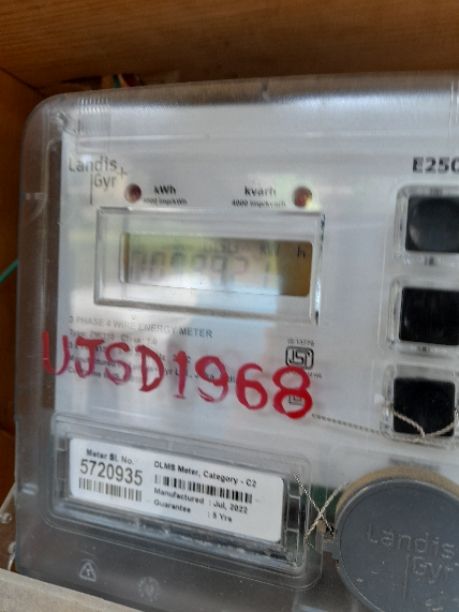 Landis
Gyr+
E250
kWh
4000 imp/kWh
kvarh
4000 imp/kvarh
h
3 PHASE 4 WIRE ENERGY METER
UJSD1968
Meter Sl. No.:
5720935
DLMS Meter, Category - C2
Manufactured : Jul, 2022
Guarantee : 5 Yrs
Landis
Gyr